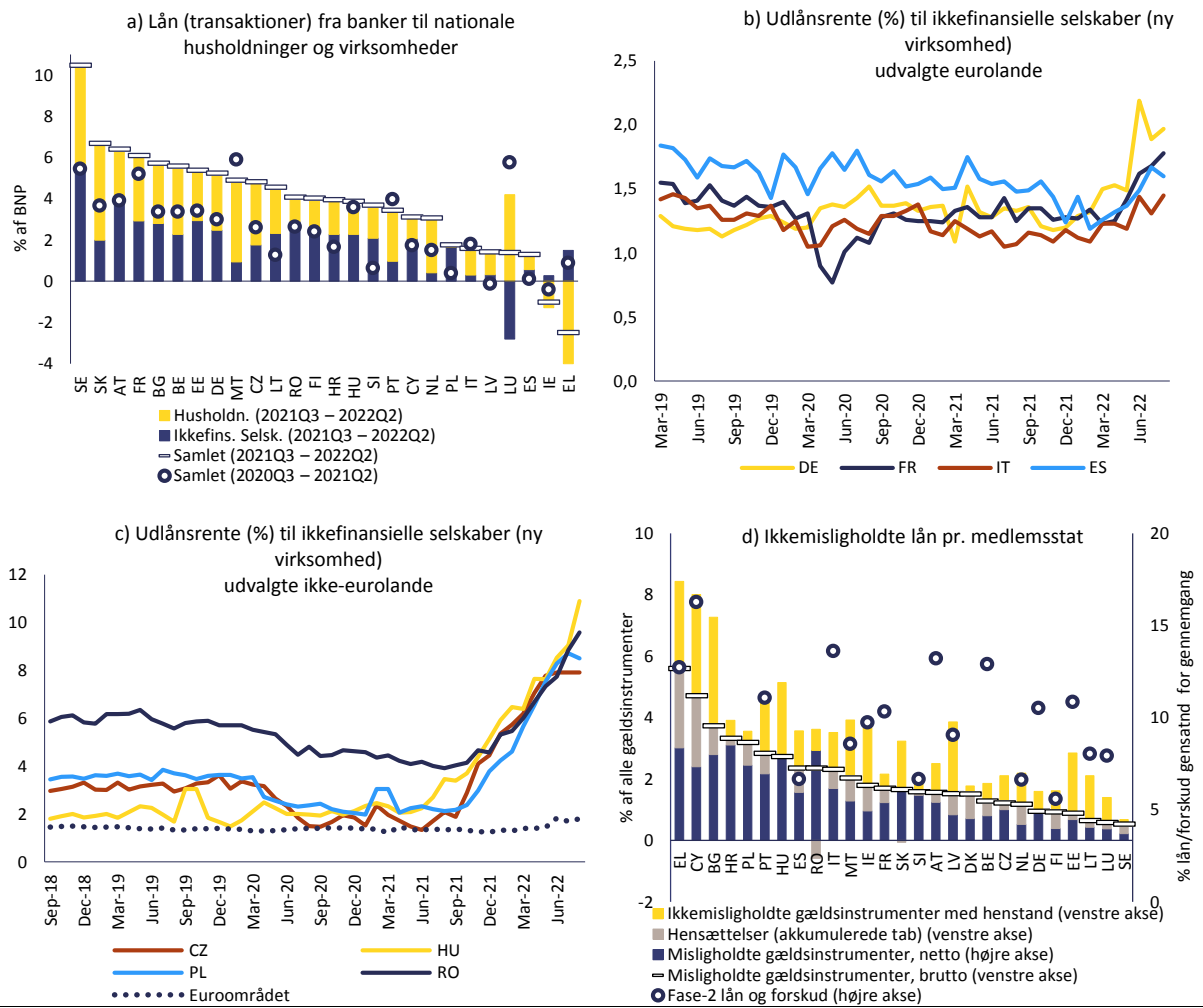 a) Lån (transaktioner) fra banker til nationale
husholdninger og virksomheder
% af BNP
10
8
6
4
2
0
-2
-4
SE SK AT FR BG BE EE DE MT CZ LT RO FI HR HU SI PT CY NL PL IT LV LU ES IE EL
Husholdn. (2021Q3 – 2022Q2)
Ikkefins. Selsk. (2021Q3 – 2022Q2)
Samlet (2021Q3 – 2022Q2)
Samlet (2020Q3 – 2021Q2)
b) Udlånsrente (%) til ikkefinansielle selskaber (ny
virksomhed)
udvalgte eurolande
2,5
2,0
1,5
1,0
0,5
0,0
Mar-19 Jun-19 Sep-19 Dec-19 Mar-20 Jun-20 Sep-20 Dec-20 Mar-21 Jun-21 Sep-21 Dec-21 Mar-22 Jun-22
DE FR IT ES
c) Udlånsrente (%) til ikkefinansielle selskaber (ny
virksomhed)
udvalgte ikke-eurolande
12
10
8
6
4
2
0
Sep-18 Dec-18 Mar-19 Jun-19 Sep-19 Dec-19 Mar-20 Jun-20 Sep-20 Dec-20 Mar-21 Jun-21 Sep-21 Dec-21 Mar-22 Jun-22
CZ HU
PL RO
Euroområdet
d) Ikkemisligholdte lån pr. medlemsstat
% af alle gældsinstrumenter
10
8
6
4
2
0
-2
20
15
10
5
0
% lån/forskud gensatnd for gennemgang
EL CY BG HR PL PT HU ES RO IT MT IE FR SK SI AT LV DK BE CZ NL DE FI EE LT LU SE
Ikkemisligholdte gældsinstrumenter med henstand (venstre akse)
Hensættelser (akkumulerede tab) (venstre akse)
Misligholdte gældsinstrumenter, netto (højre akse)
Misligholdte gældsinstrumenter, brutto (venstre akse)
Fase-2 lån og forskud (højre akse)